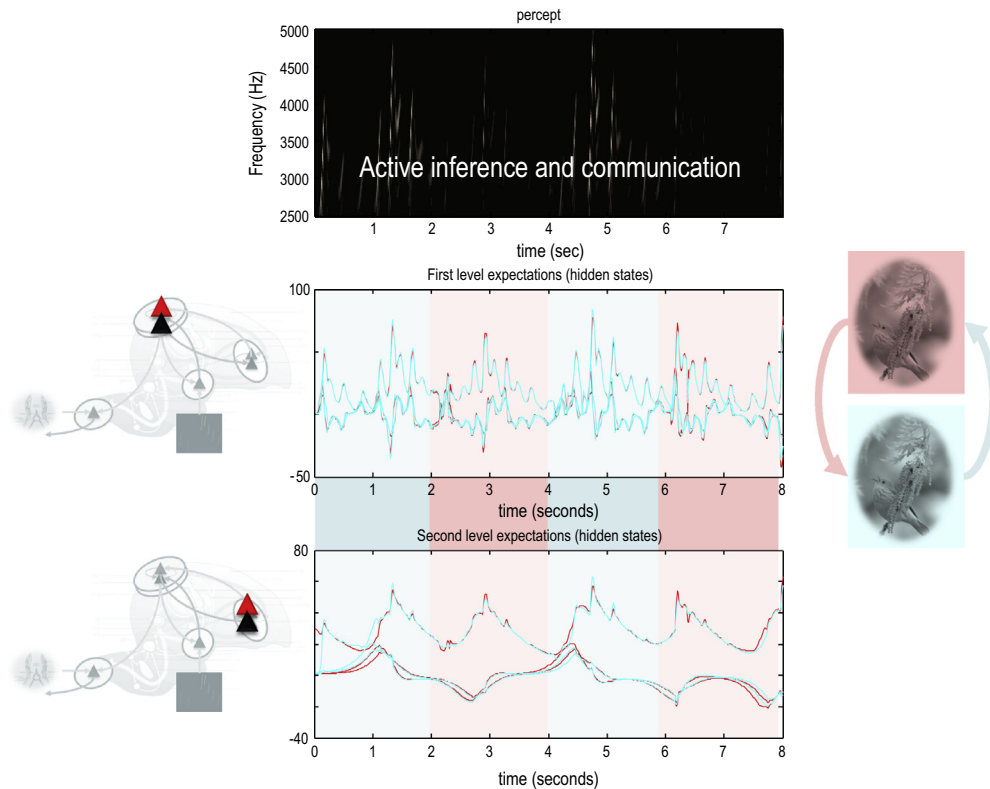 percept
5000
4500
4000
3500
3000
2500
Frequency (Hz)
Active inference and communication
1 2 3 4 5 6 7
time (sec)
First level expectations (hidden states)
100
-50
0 1 2 3 4 5 6 7 8
time (seconds)
Second level expectations (hidden states)
80
-40
0 1 2 3 4 5 6 7 8
time (seconds)